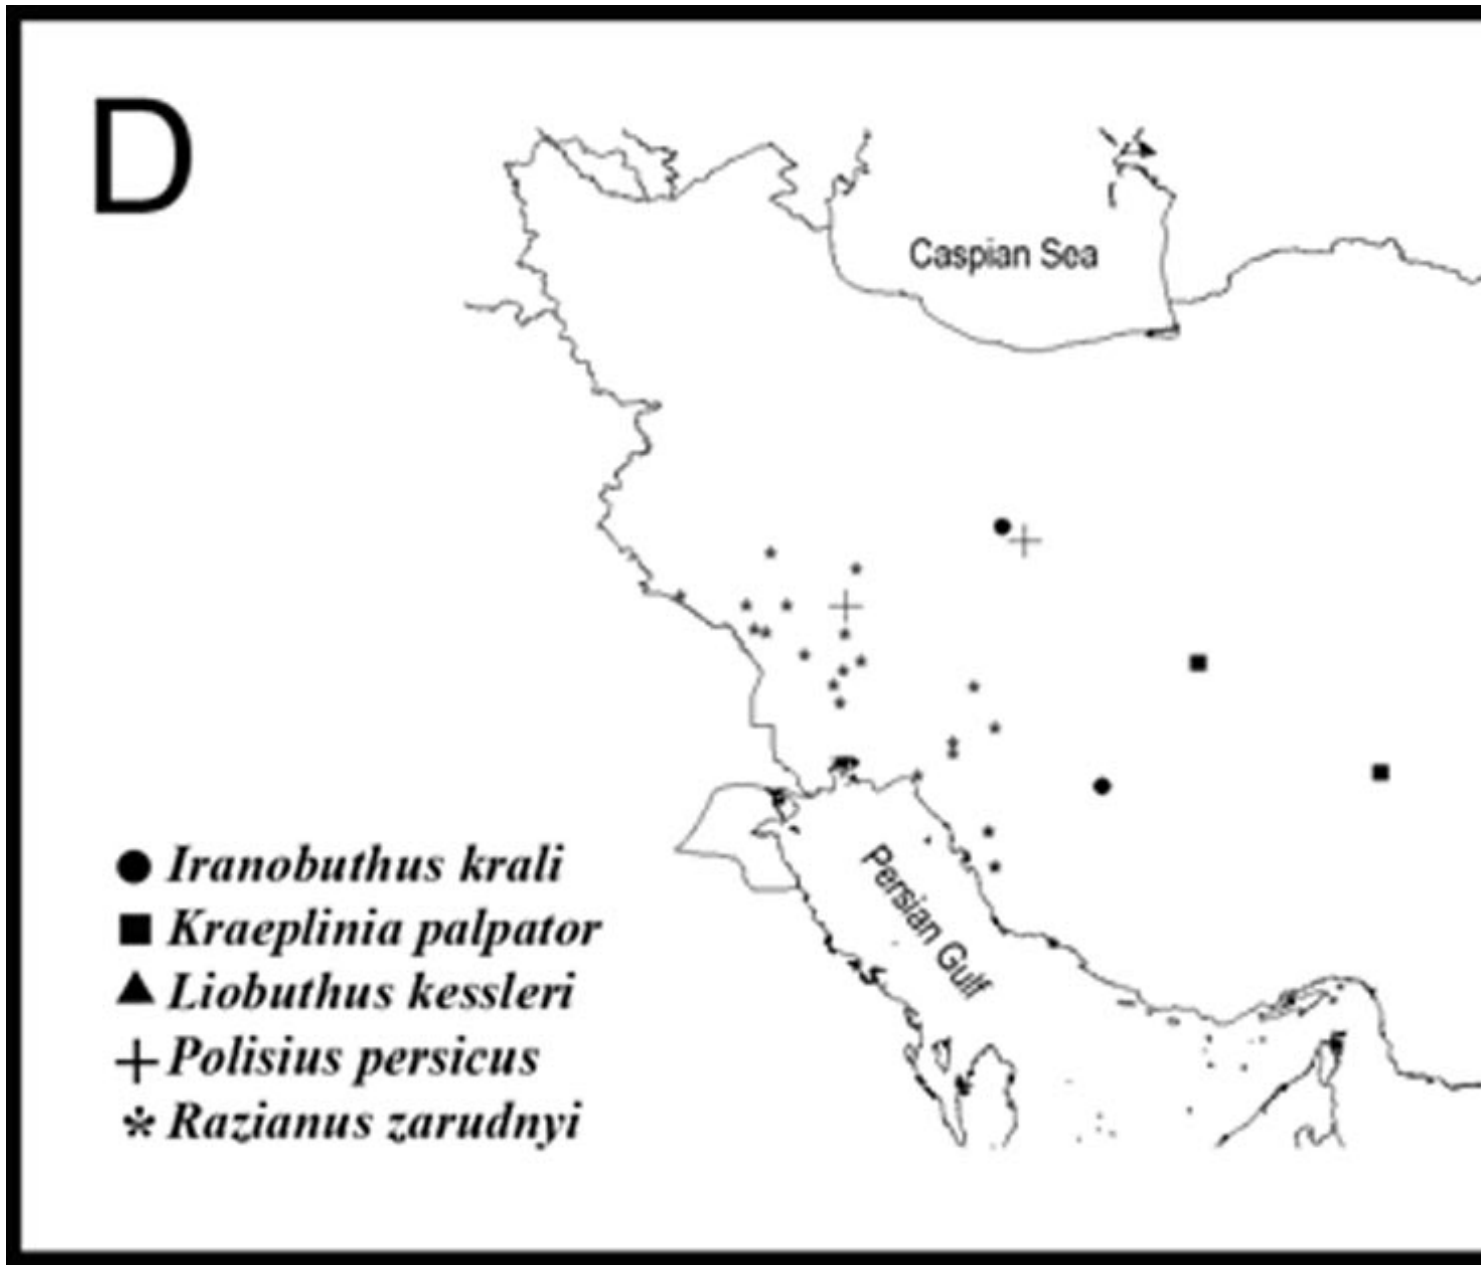 D
Caspian Sea
Persian Gulf
Iranobuthus krali
Kraeplinia palpator
Liobuthus kessleri
Polisius persicus
Razianus zarudnyi